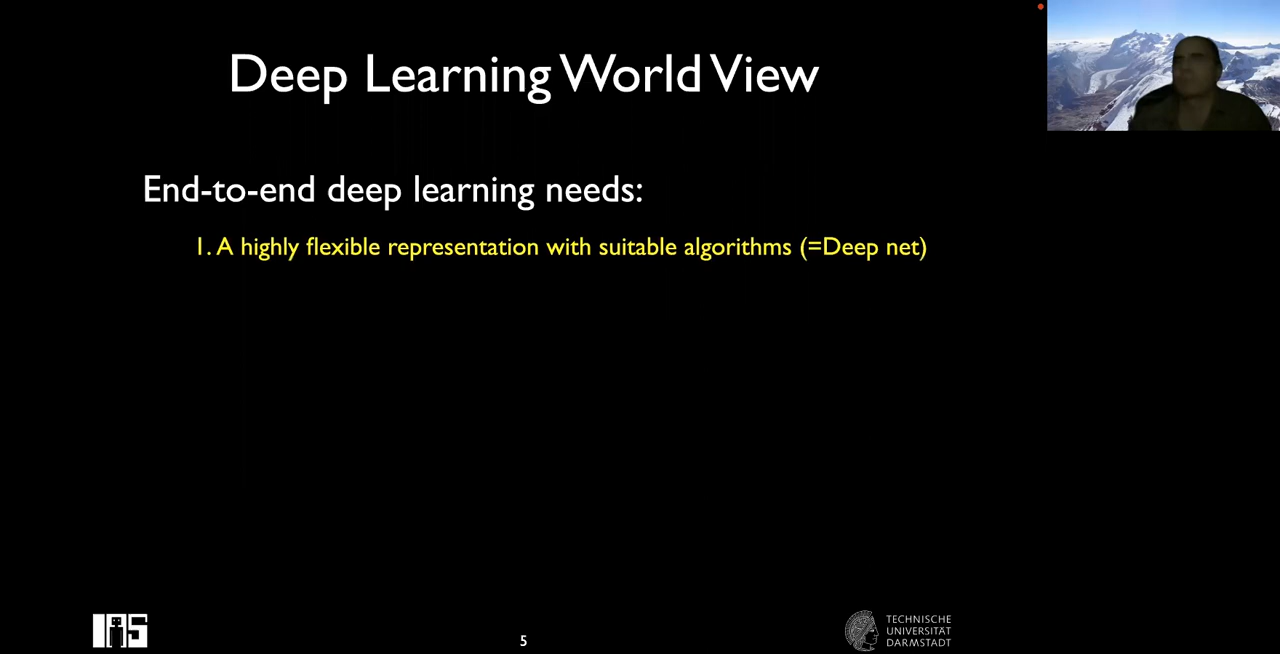 Deep Learning World View
End-to-end deep learning needs:
1. A highly flexible representation with suitable algorithms (=Deep net)
IAS
5
TECHNISCHE
UNIVERSITÄT
DARMSTADT